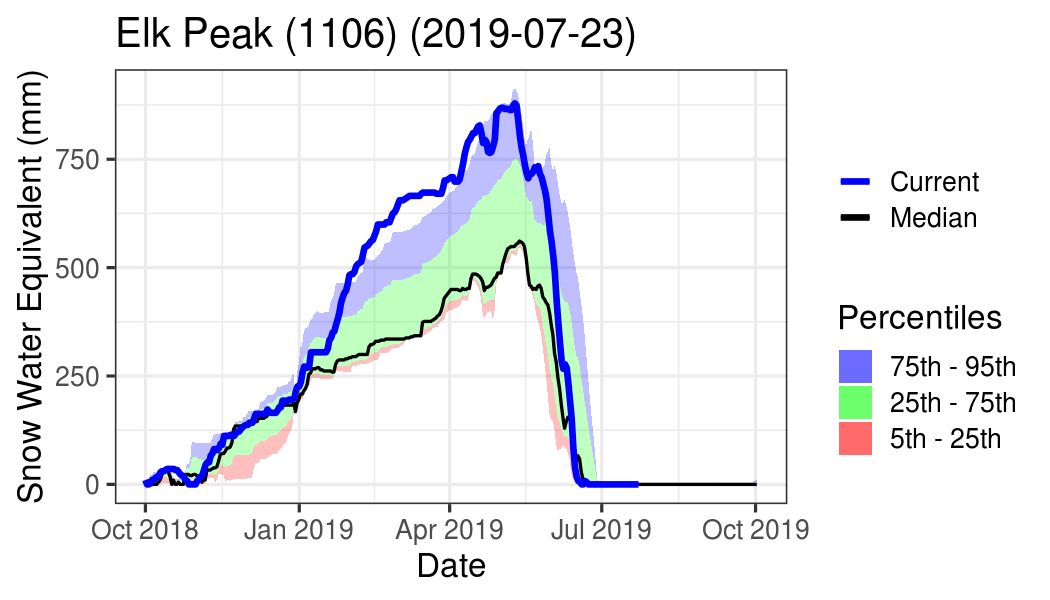 Elk Peak (1106) (2019-07-23)
Snow Water Equivalent (mm)
750
500
250
0
Oct 2018
Jan 2019
Apr 2019
Jul 2019
Oct 2019
Date
Current
Median
Percentiles
75th - 95th
25th - 75th
5th - 25th